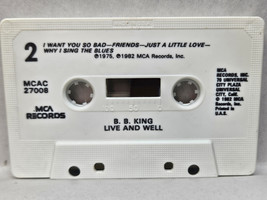 2
I WANT YOU SO BAD—FRIENDS—JUST A LITTLE LOVE—
WHY I SING THE BLUES
℗1975, ©1982 MCA Records, Inc.
MCAC
27008
MCA RECORDS
MCA
RECORDS, INC.
70 UNIVERSAL
CITY PLAZA
UNIVERSAL
CITY, Calif.
© 1982 MCA
Records, Inc.
Printed in
U.S.A.
B. B. KING
LIVE AND WELL